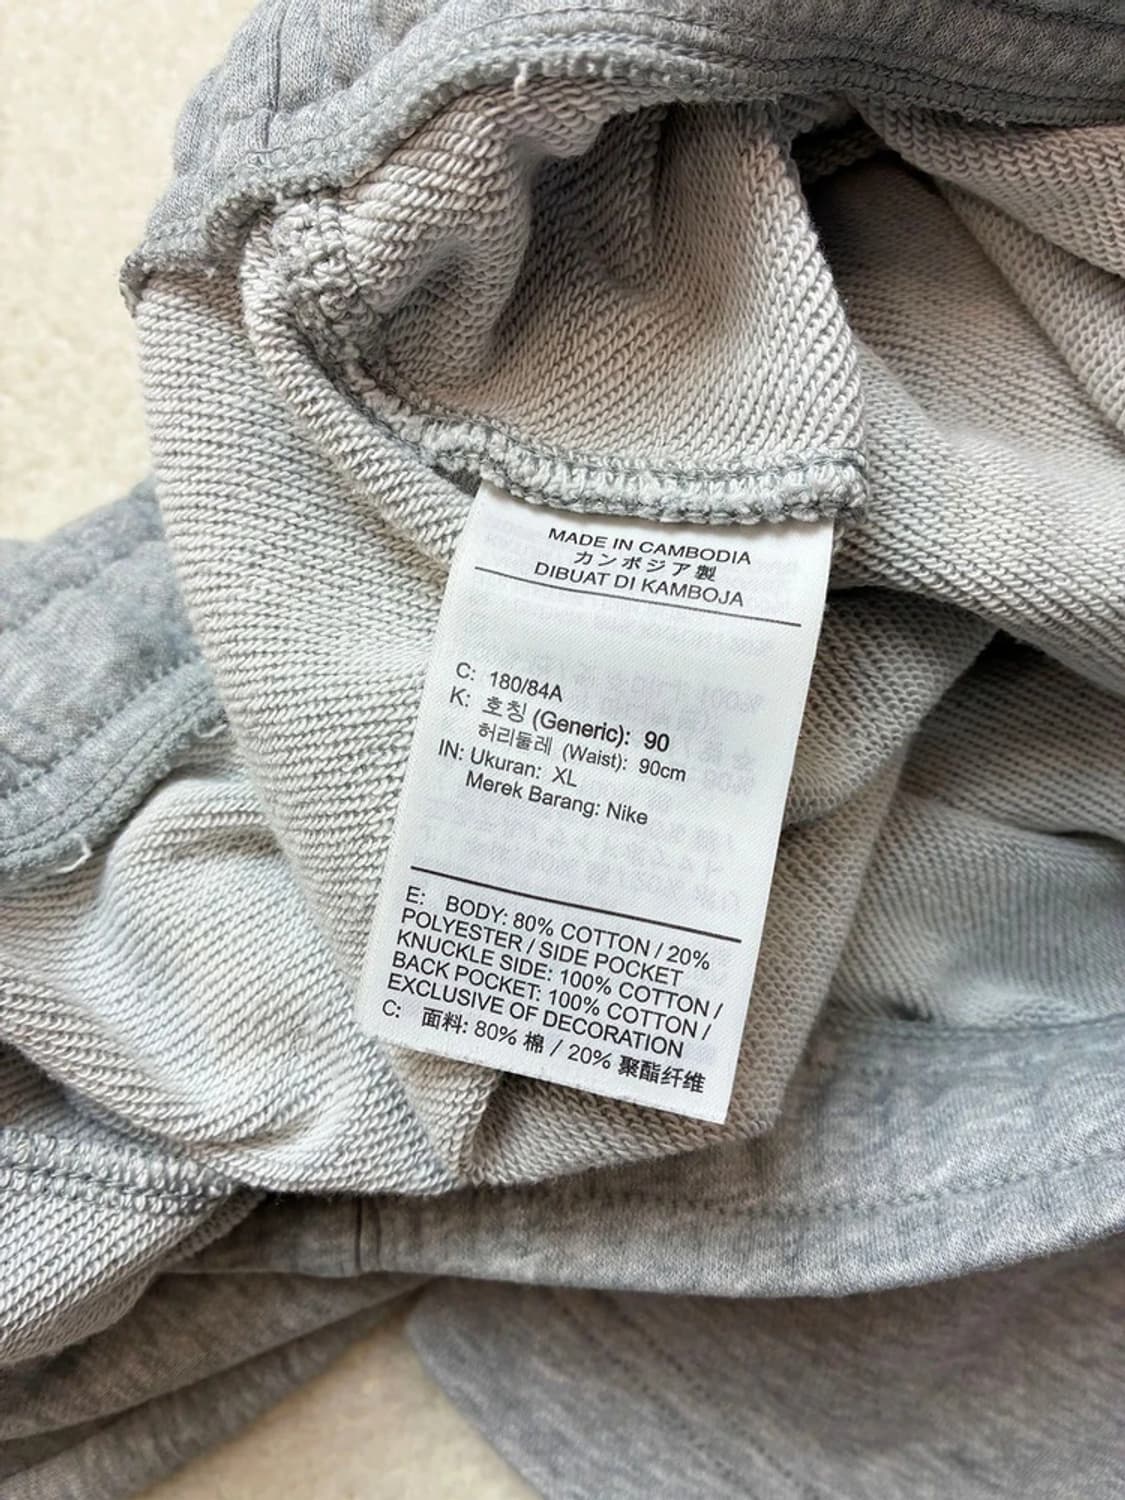 MADE IN CAMBODIA
カンボジア製
DIBUAT DI KAMBOJA
C: 180/84A
K: 호칭 (Generic): 90
허리둘레 (Waist): 90cm
IN: Ukuran: XL
Merek Barang: Nike
E: BODY: 80% COTTON / 20%
POLYESTER / SIDE POCKET
KNUCKLE SIDE: 100% COTTON /
BACK POCKET: 100% COTTON /
EXCLUSIVE OF DECORATION
C: 面料: 80% 棉 / 20% 聚酯纤维